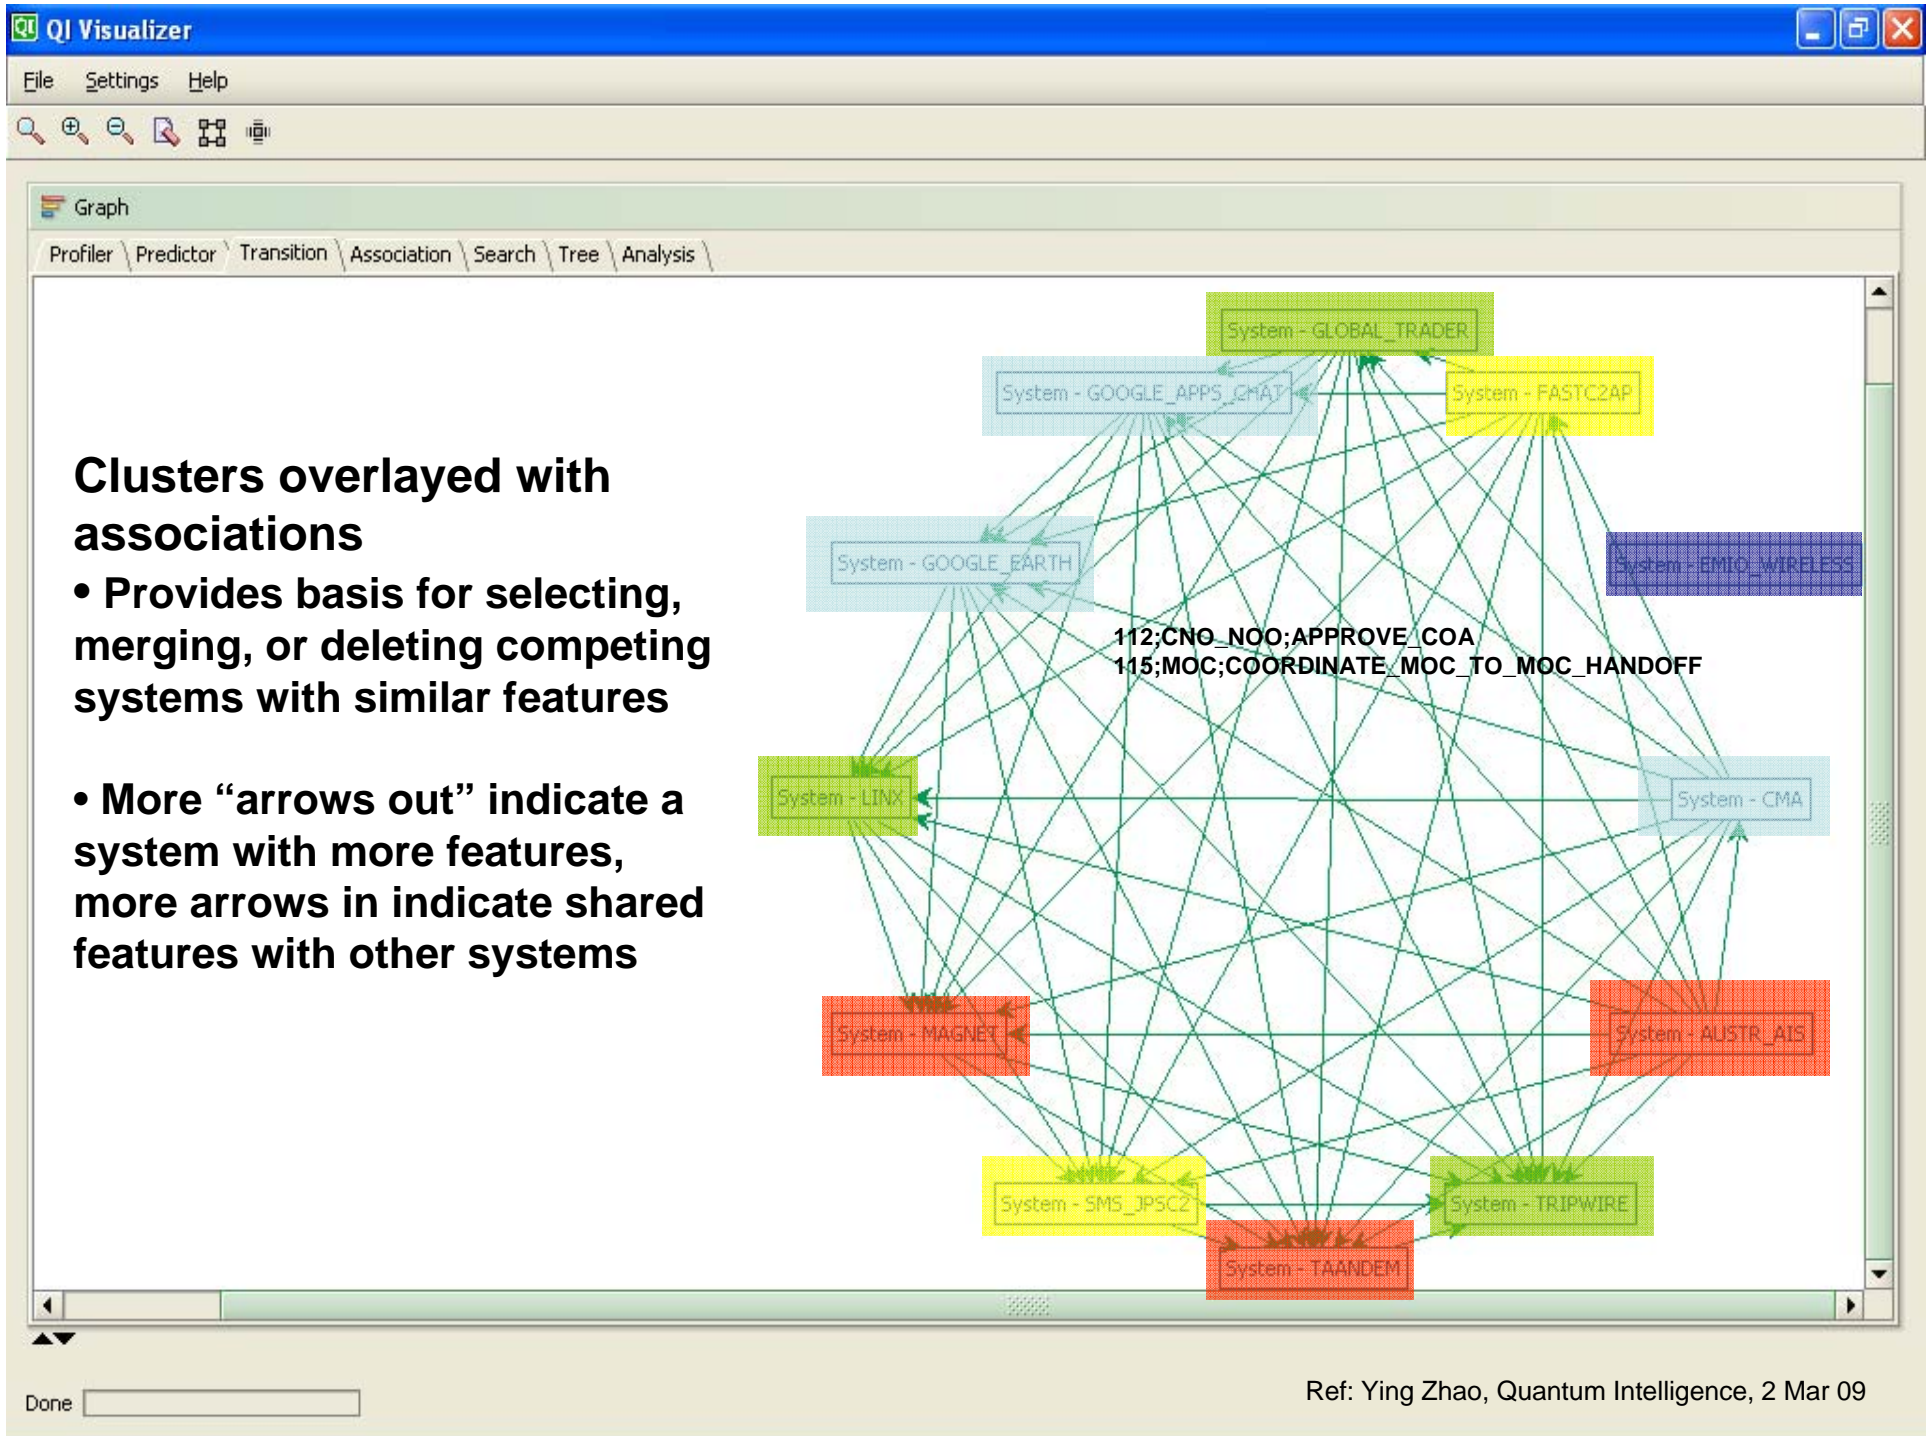 QI QI Visualizer
File Settings Help
Graph
Profiler Predictor Transition Association Search Tree Analysis
System - GLOBAL_TRADER
System - GOOGLE_APPS_CHAT
System - FASTC2AP
Clusters overlayed with
associations
• Provides basis for selecting,
merging, or deleting competing
systems with similar features
• More “arrows out” indicate a
system with more features,
more arrows in indicate shared
features with other systems
System - GOOGLE_EARTH
System - EMIO_WIRELESS
112;CNO_NOO;APPROVE_COA
115;MOC;COORDINATE_MOC_TO_MOC_HANDOFF
System - LINX
System - CMA
System - MAGNET
System - AUSTR_AIS
System - SMS_JPSC2
System - TRIPWIRE
System - TAANDEM
Done
Ref: Ying Zhao, Quantum Intelligence, 2 Mar 09